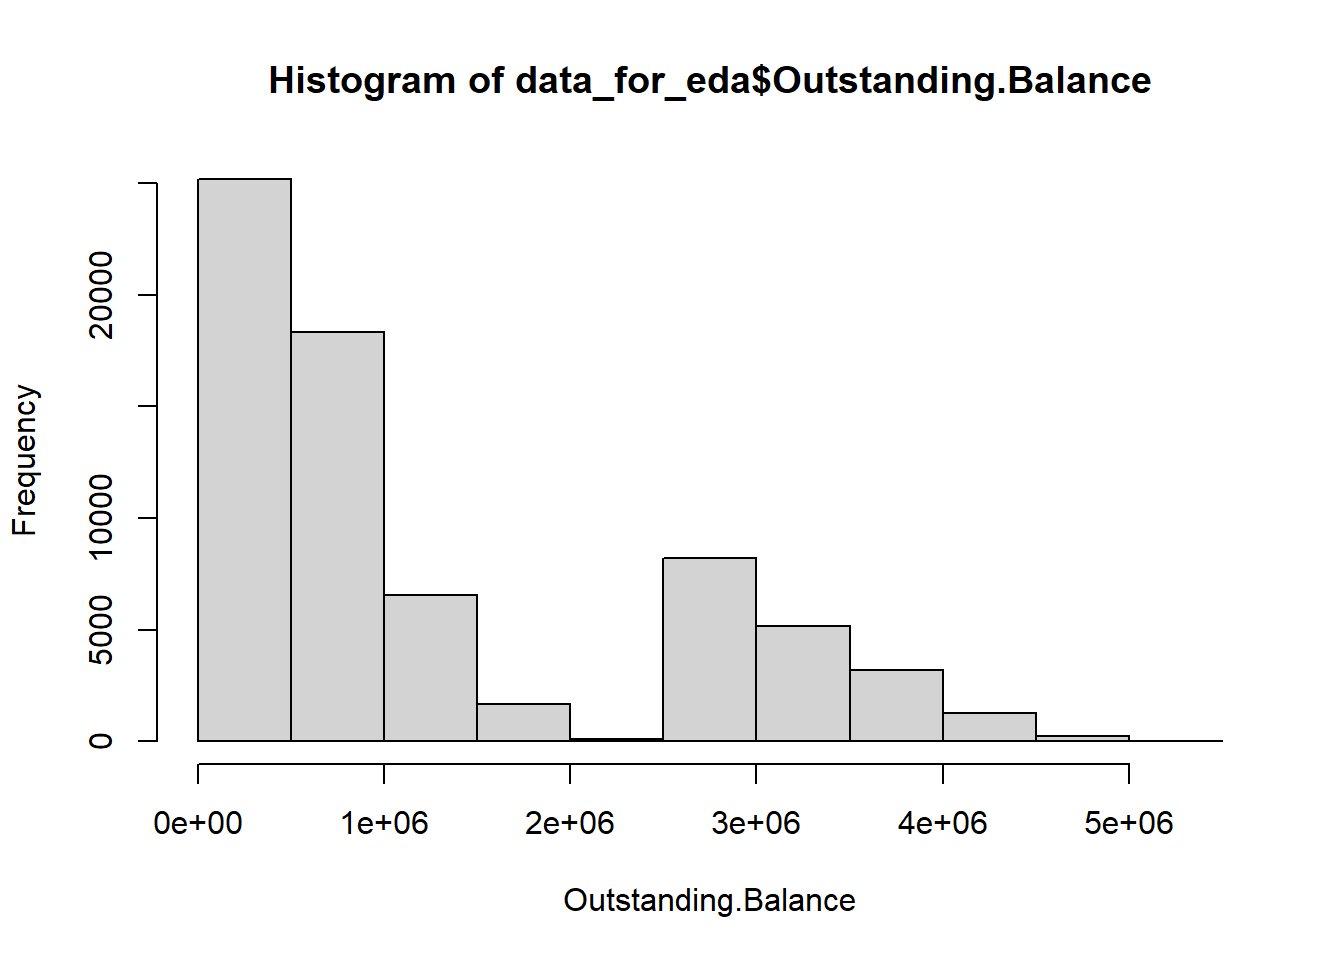 Histogram of data_for_eda$Outstanding.Balance
Frequency
20000
10000
5000
0
0e+00 1e+06 2e+06 3e+06 4e+06 5e+06
Outstanding.Balance